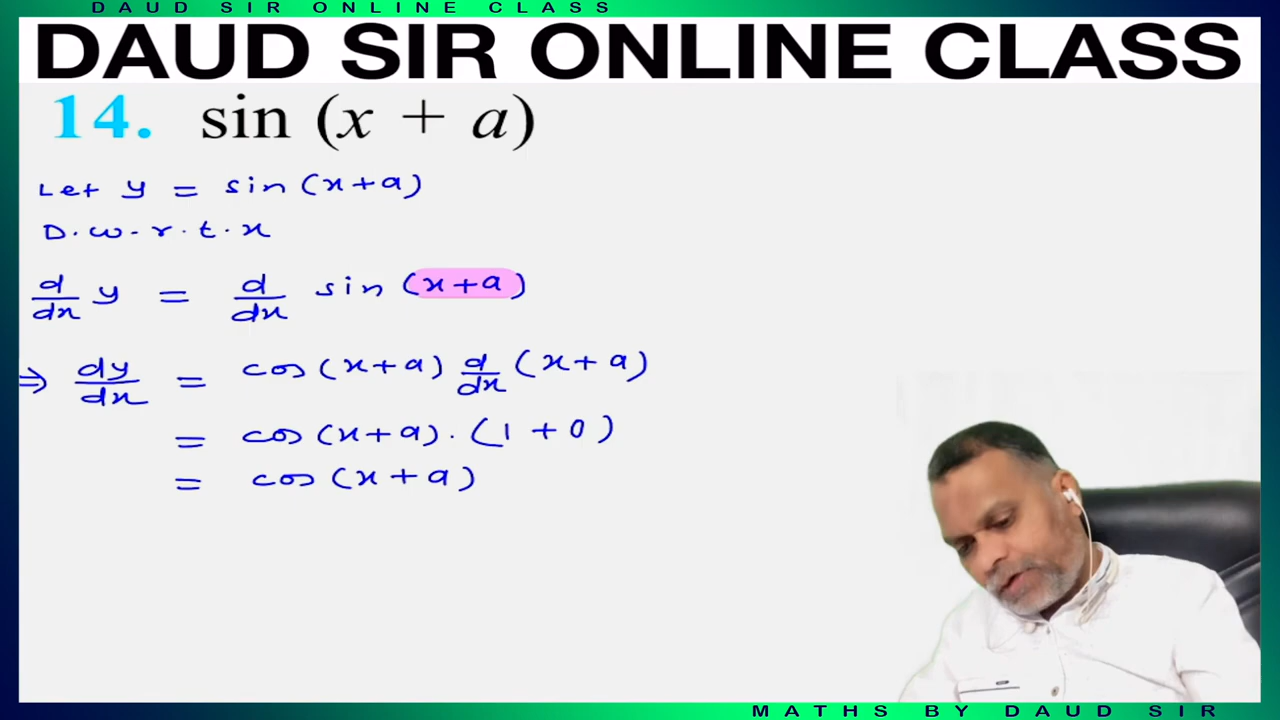 DAUD SIR ONLINE CLASS
DAUD SIR ONLINE CLASS
14. sin (x + a)
Let y = sin(x+a)
D.w.r.t.x
d/dx y = d/dx sin (x+a)
⇒ dy/dx = cos(x+a) d/dx (x+a)
= cos(x+a).(1+0)
= cos(x+a)
MATHS BY DAUD SIR